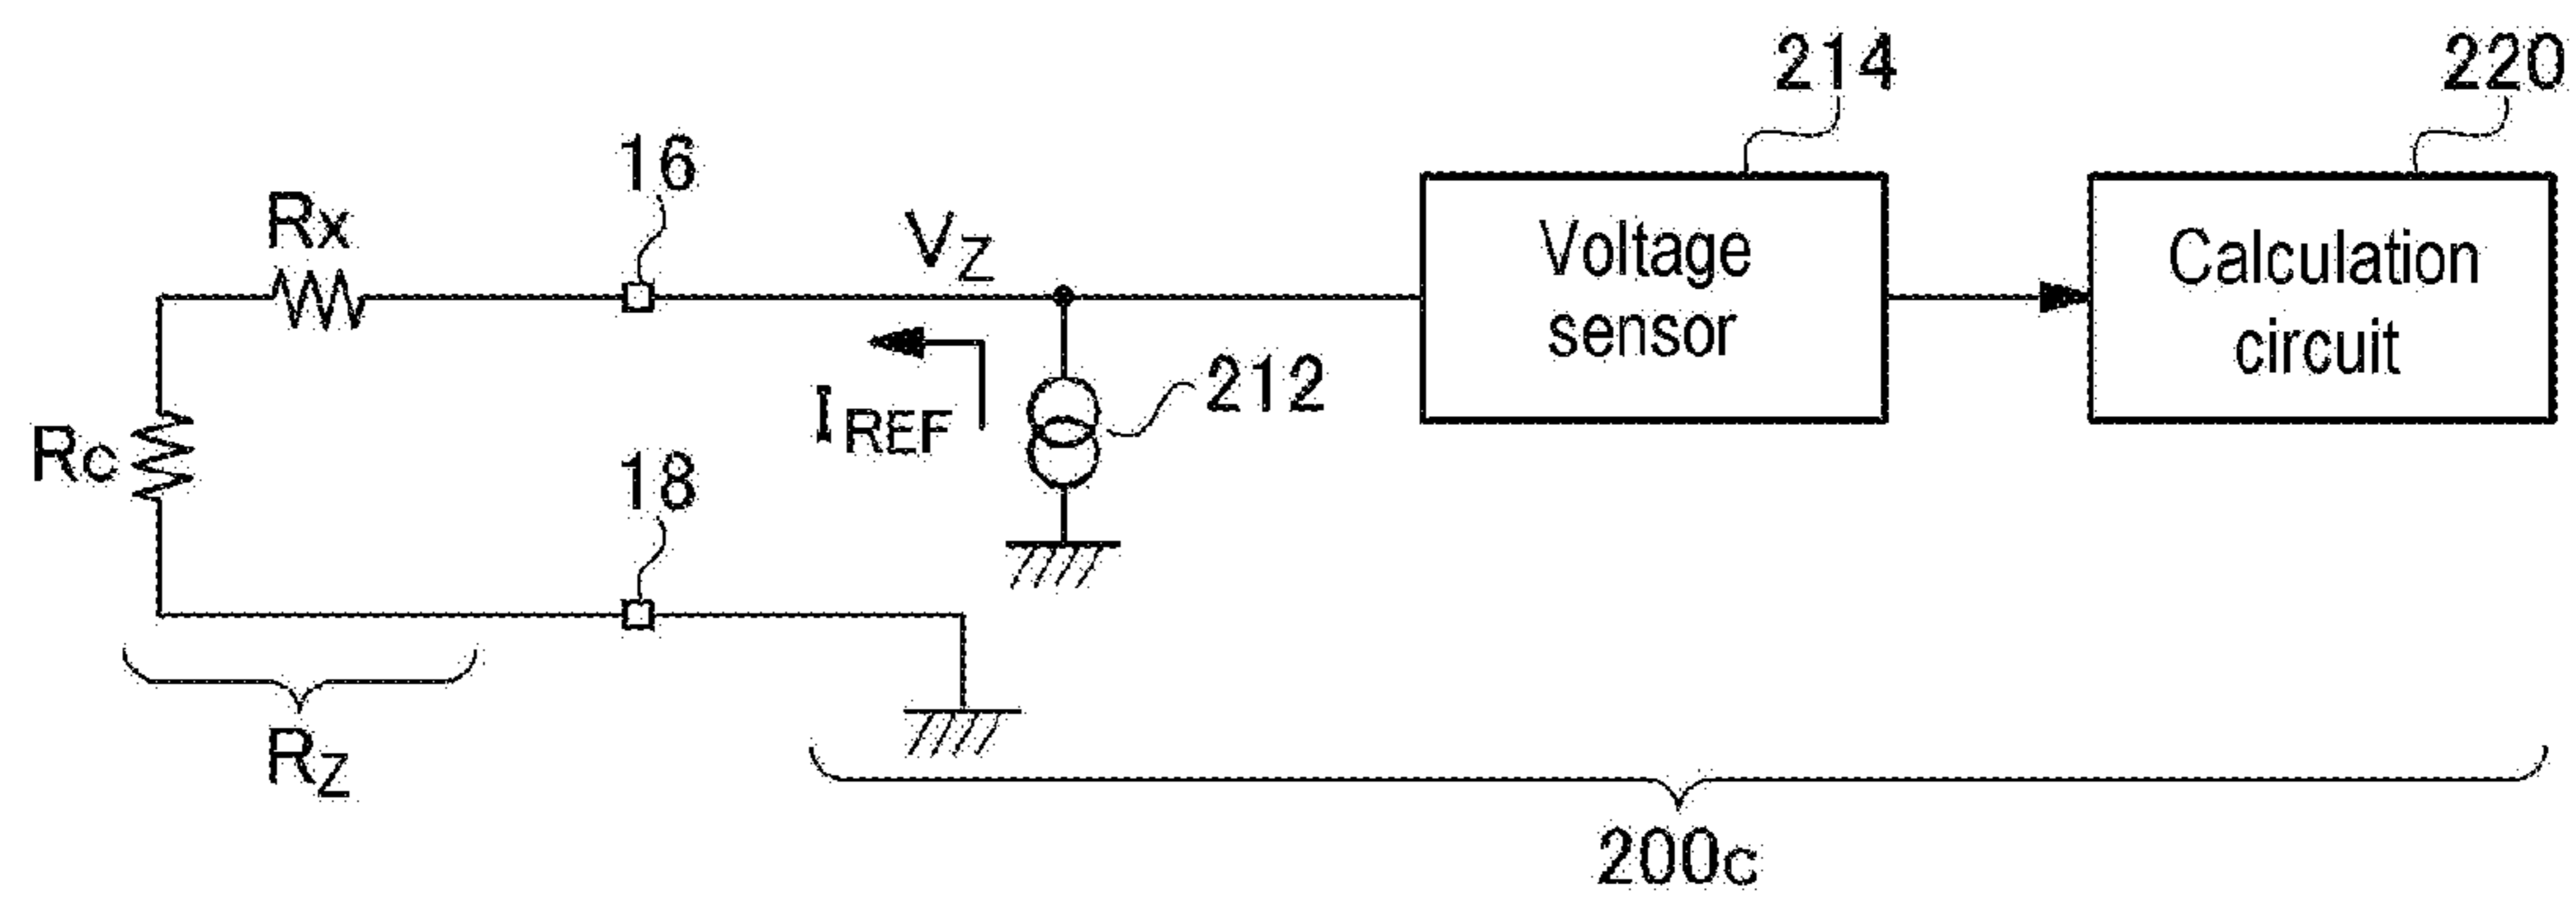 214
220
16
Rx
VZ
Voltage
sensor
Calculation
circuit
IREF
212
Rc
18
RZ
200c